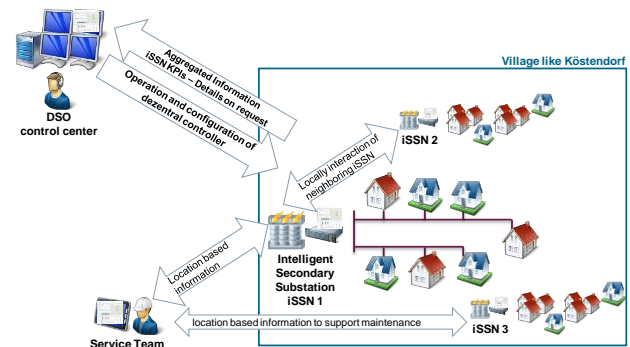 Village like Köstendorf
Aggregated Information
iSSN KPIs – Details on request
Operation and configuration of
dezentral controller
DSO
control center
iSSN 2
Locally interaction of
neighboring iSSN
Location based
information
Intelligent
Secondary
Substation
iSSN 1
location based information to support maintenance
iSSN 3
Service Team